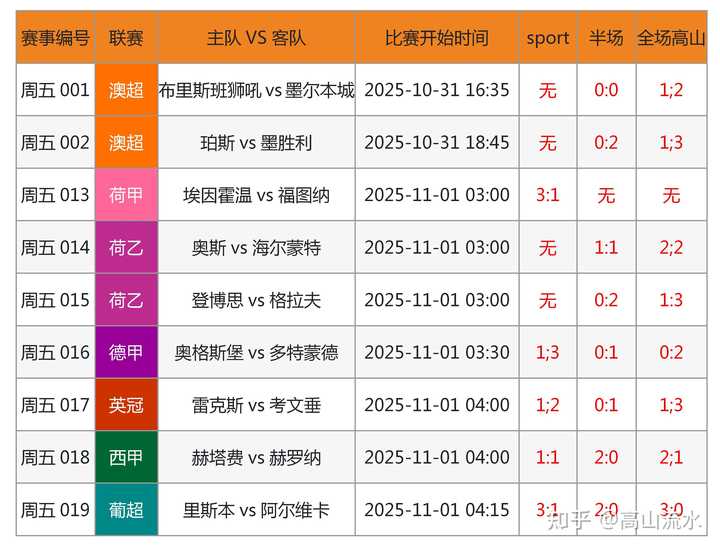 赛事编号 联赛 主队 VS 客队 比赛开始时间 sport 半场 全场高山
周五 001 澳超 布里斯班狮吼 vs 墨尔本城 2025-10-31 16:35 无 0:0 1;2
周五 002 澳超 珀斯 vs 墨胜利 2025-10-31 18:45 无 0:2 1;3
周五 013 荷甲 埃因霍温 vs 福图纳 2025-11-01 03:00 3:1 无 无
周五 014 荷乙 奥斯 vs 海尔蒙特 2025-11-01 03:00 无 1:1 2;2
周五 015 荷乙 登博思 vs 格拉夫 2025-11-01 03:00 无 0:2 1:3
周五 016 德甲 奥格斯堡 vs 多特蒙德 2025-11-01 03:30 1;3 0:1 0:2
周五 017 英冠 雷克斯 vs 考文垂 2025-11-01 04:00 1;2 0:1 1;3
周五 018 西甲 赫塔费 vs 赫罗纳 2025-11-01 04:00 1:1 2:0 2;1
周五 019 葡超 里斯本 vs 阿尔维卡 2025-11-01 04:15 3:1 2:0 3:0
知乎 @高山流水